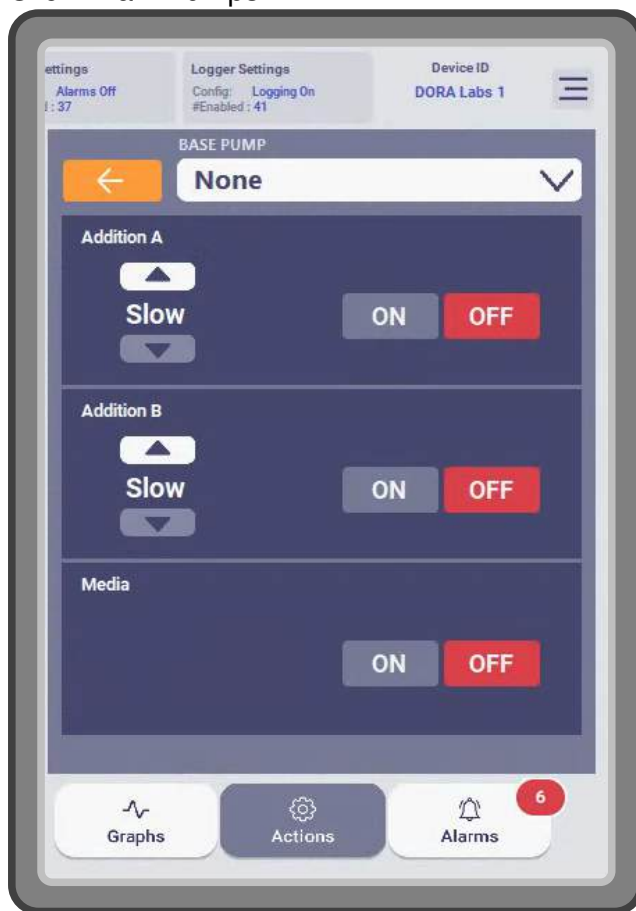 ettings
Alarms Off
: 37
Logger Settings
Config: Logging On
#Enabled : 41
Device ID
DORA Labs 1
BASE PUMP
None
Addition A
Slow
ON OFF
Addition B
Slow
ON OFF
Media
ON OFF
Graphs
Actions
Alarms
6